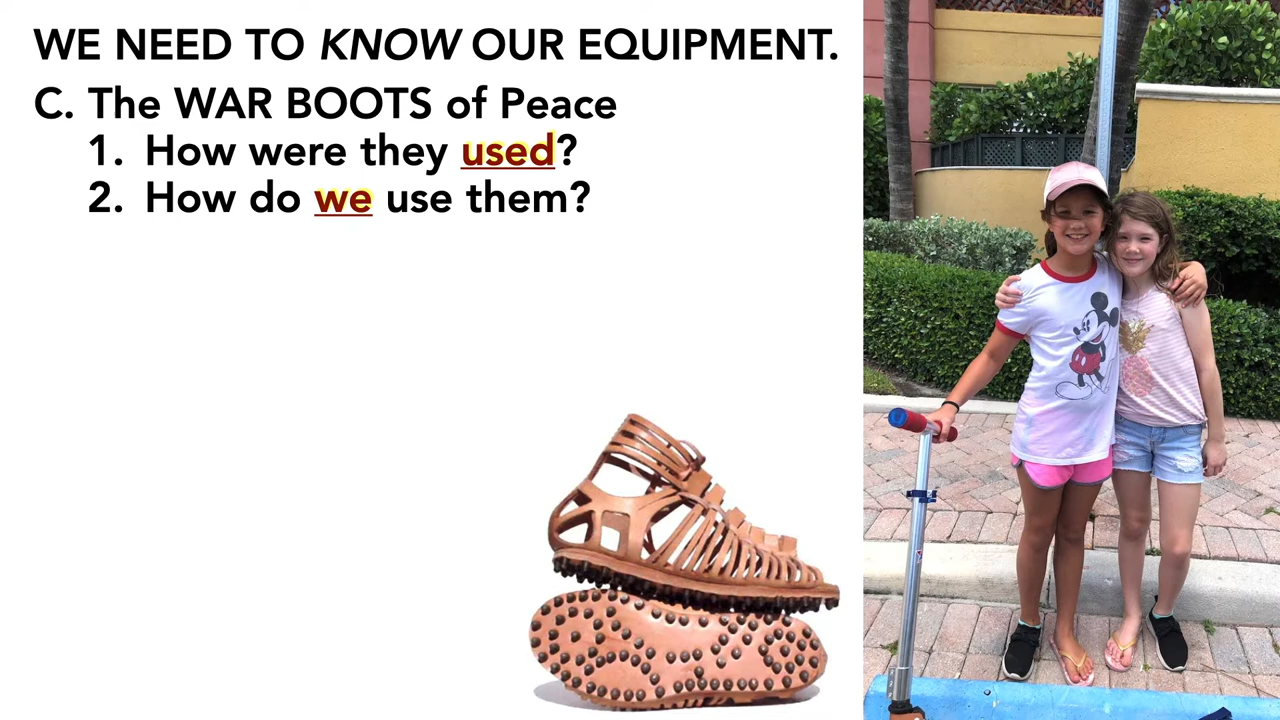 WE NEED TO KNOW OUR EQUIPMENT.
C. The WAR BOOTS of Peace
1. How were they used?
2. How do we use them?